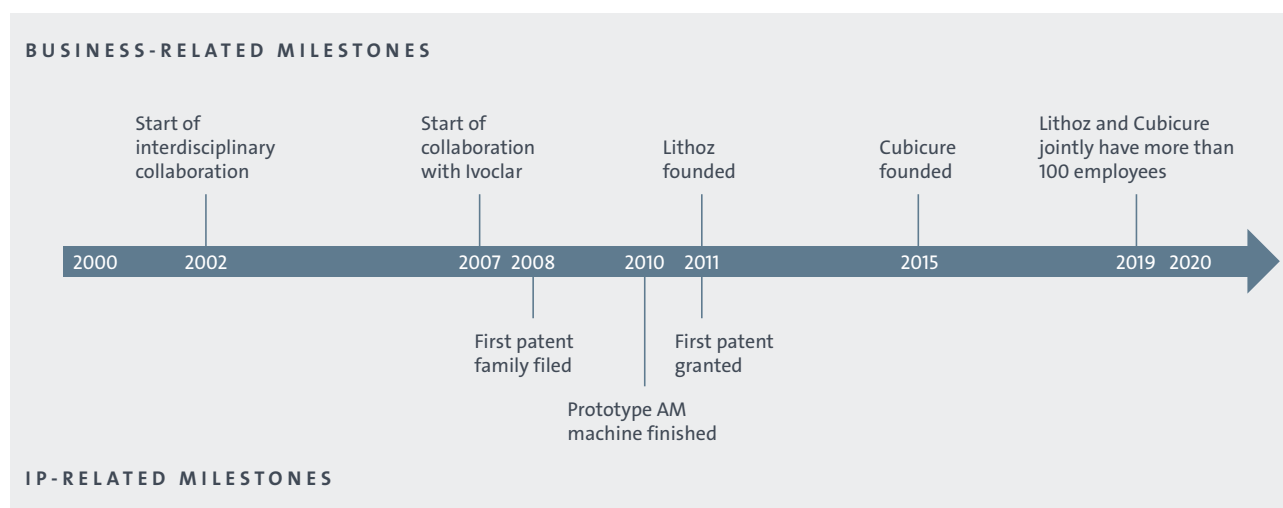 BUSINESS-RELATED MILESTONES
Start of
interdisciplinary
collaboration
Start of
collaboration
with Ivoclar
Lithoz
founded
Cubicure
founded
Lithoz and Cubicure
jointly have more than
100 employees
2000 2002 2007 2008 2010 2011 2015 2019 2020
First patent
family filed
First patent
granted
Prototype AM
machine finished
IP-RELATED MILESTONES